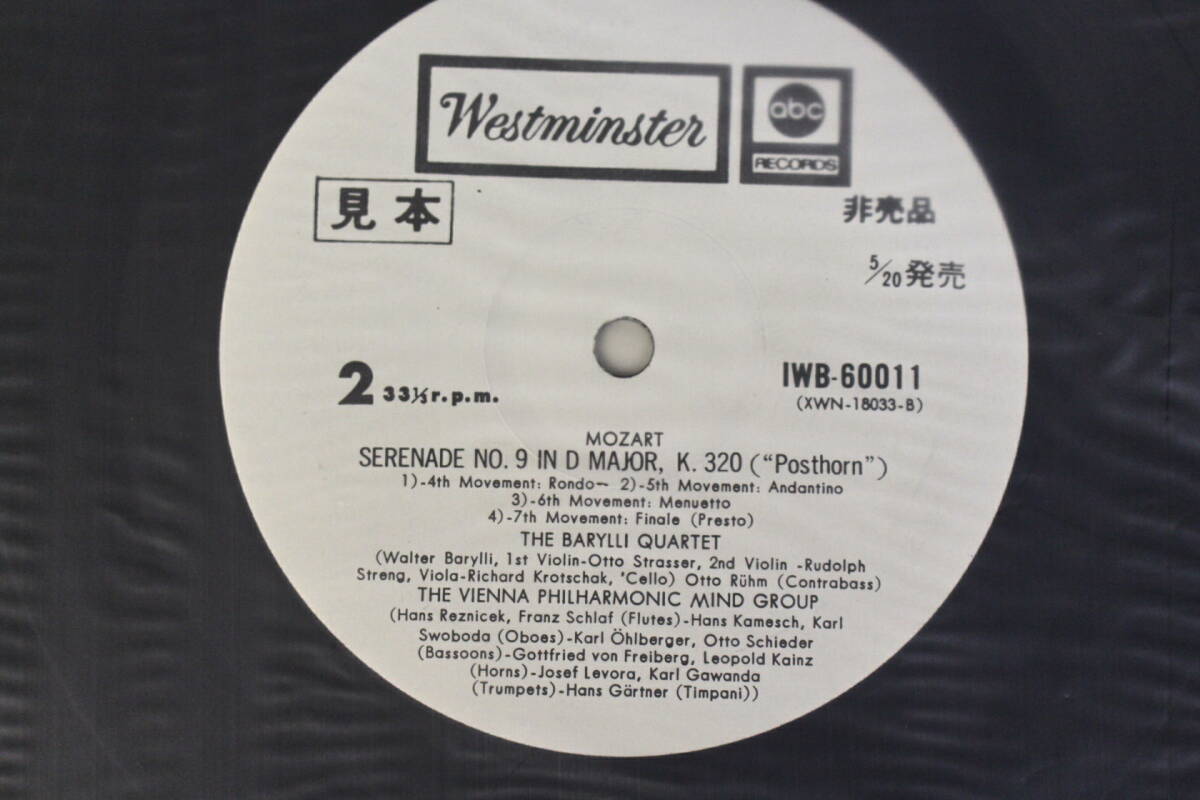 Westminster
abc
RECORDS
見本
非売品
5/20 発売
2 33⅓ r.p.m.
IWB-60011
(XWN-18033-B)
MOZART
SERENADE NO. 9 IN D MAJOR, K. 320 (“Posthorn”)
1)-4th Movement: Rondo— 2)-5th Movement: Andantino
3)-6th Movement: Menuetto
4)-7th Movement: Finale (Presto)
THE BARYLLI QUARTET
(Walter Barylli, 1st Violin-Otto Strasser, 2nd Violin -Rudolph
Streng, Viola-Richard Krotschak, 'Cello) Otto Rühm (Contrabass)
THE VIENNA PHILHARMONIC MIND GROUP
(Hans Reznicek, Franz Schlaf (Flutes)-Hans Kamesch, Karl
Swoboda (Oboes)-Karl Öhlberger, Otto Schieder
(Bassoons)-Gottfried von Freiberg, Leopold Kainz
(Horns)-Josef Levora, Karl Gawanda
(Trumpets)-Hans Gärtner (Timpani))